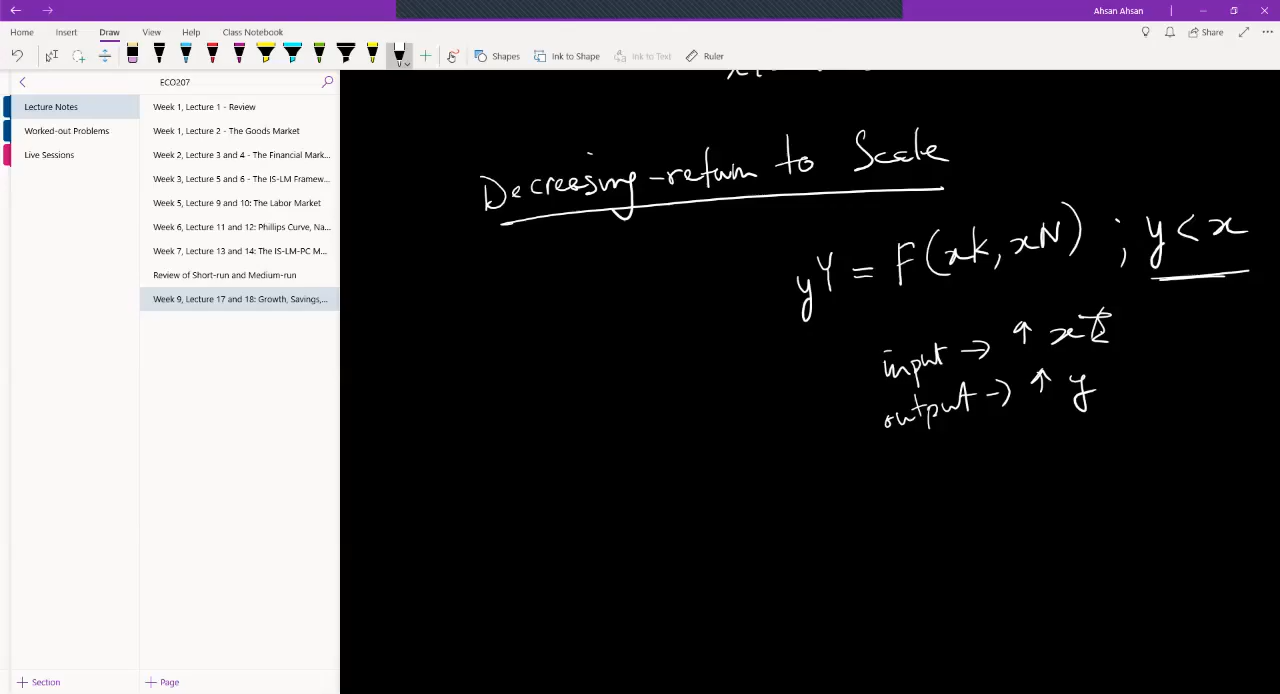 Ahsan Ahsan
Home Insert Draw View Help Class Notebook
Share
Shapes Ink to Shape Ink to Text Ruler
ECO207
Lecture Notes
Worked-out Problems
Live Sessions
Week 1, Lecture 1 - Review
Week 1, Lecture 2 - The Goods Market
Week 2, Lecture 3 and 4 - The Financial Mark...
Week 3, Lecture 5 and 6 - The IS-LM Framew...
Week 5, Lecture 9 and 10: The Labor Market
Week 6, Lecture 11 and 12: Phillips Curve, Na...
Week 7, Lecture 13 and 14: The IS-LM-PC M...
Review of Short-run and Medium-run
Week 9, Lecture 17 and 18: Growth, Savings,...
+ Section
+ Page
Decreasing-return to Scale
yY = F(xK, xN) ; y < x
input → ↑ x
output → ↑ y